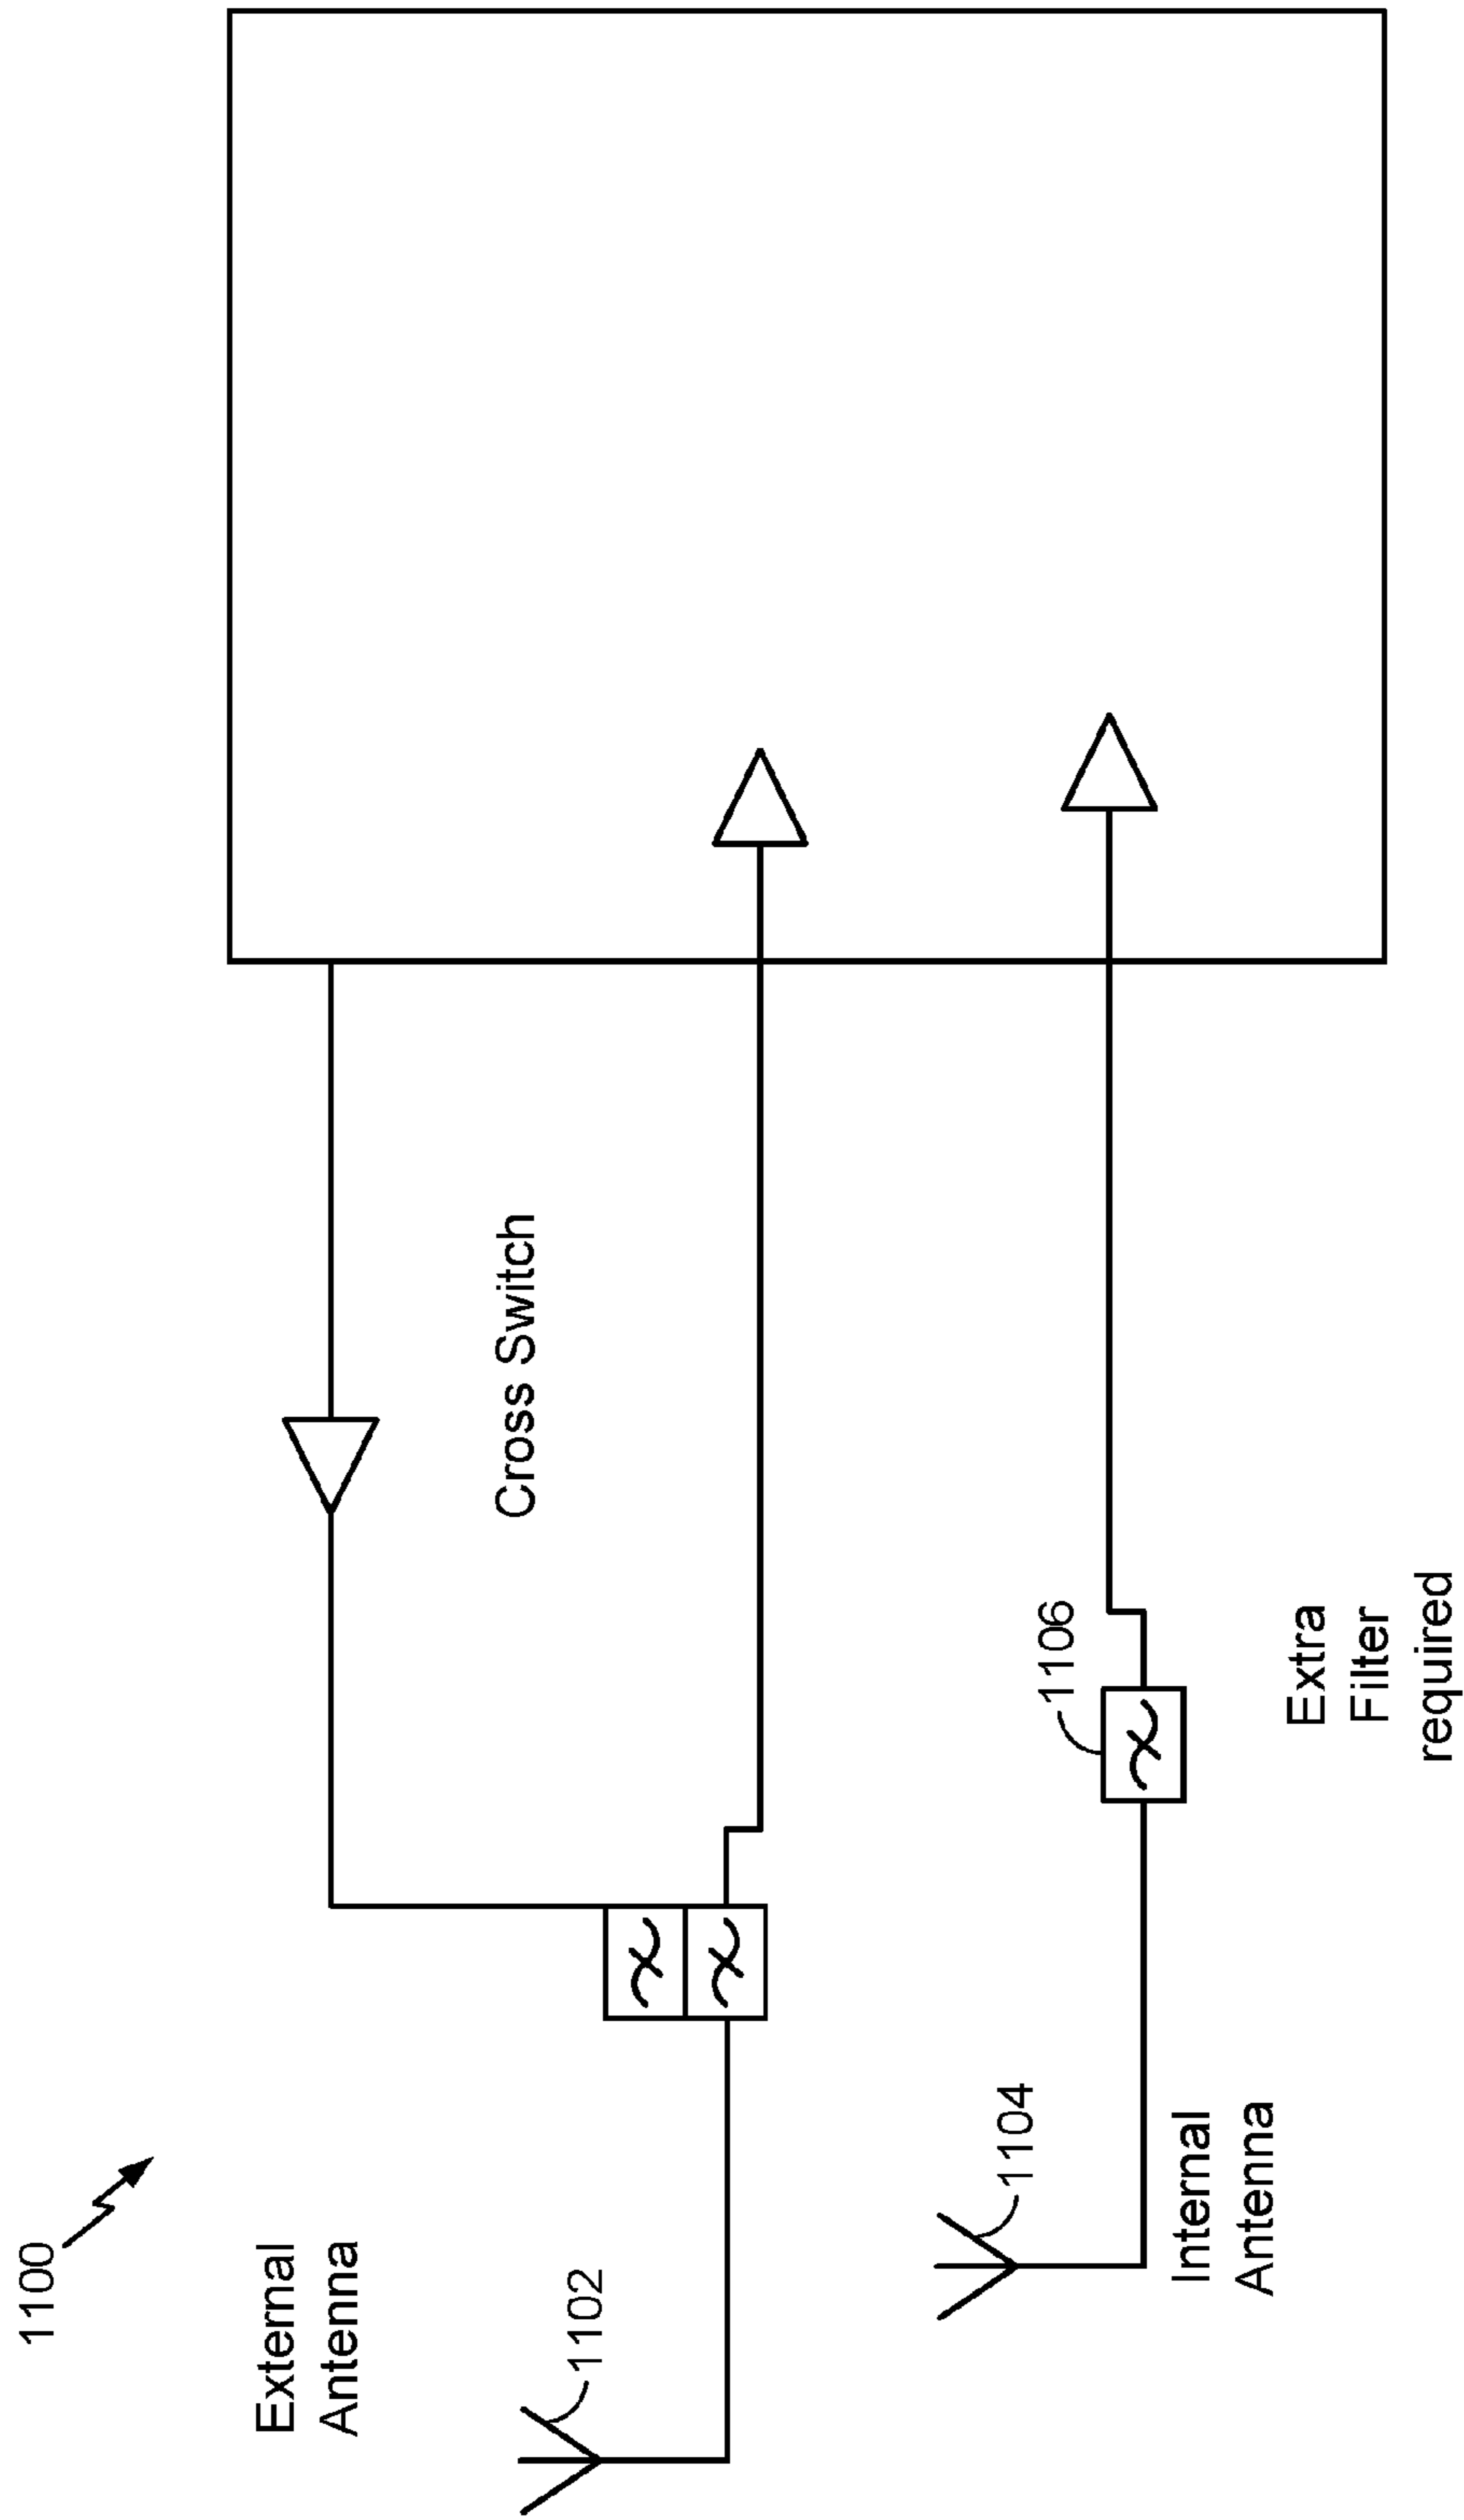 1100
External
Antenna
1102
Cross Switch
1104
Internal
Antenna
1106
Extra
Filter
required